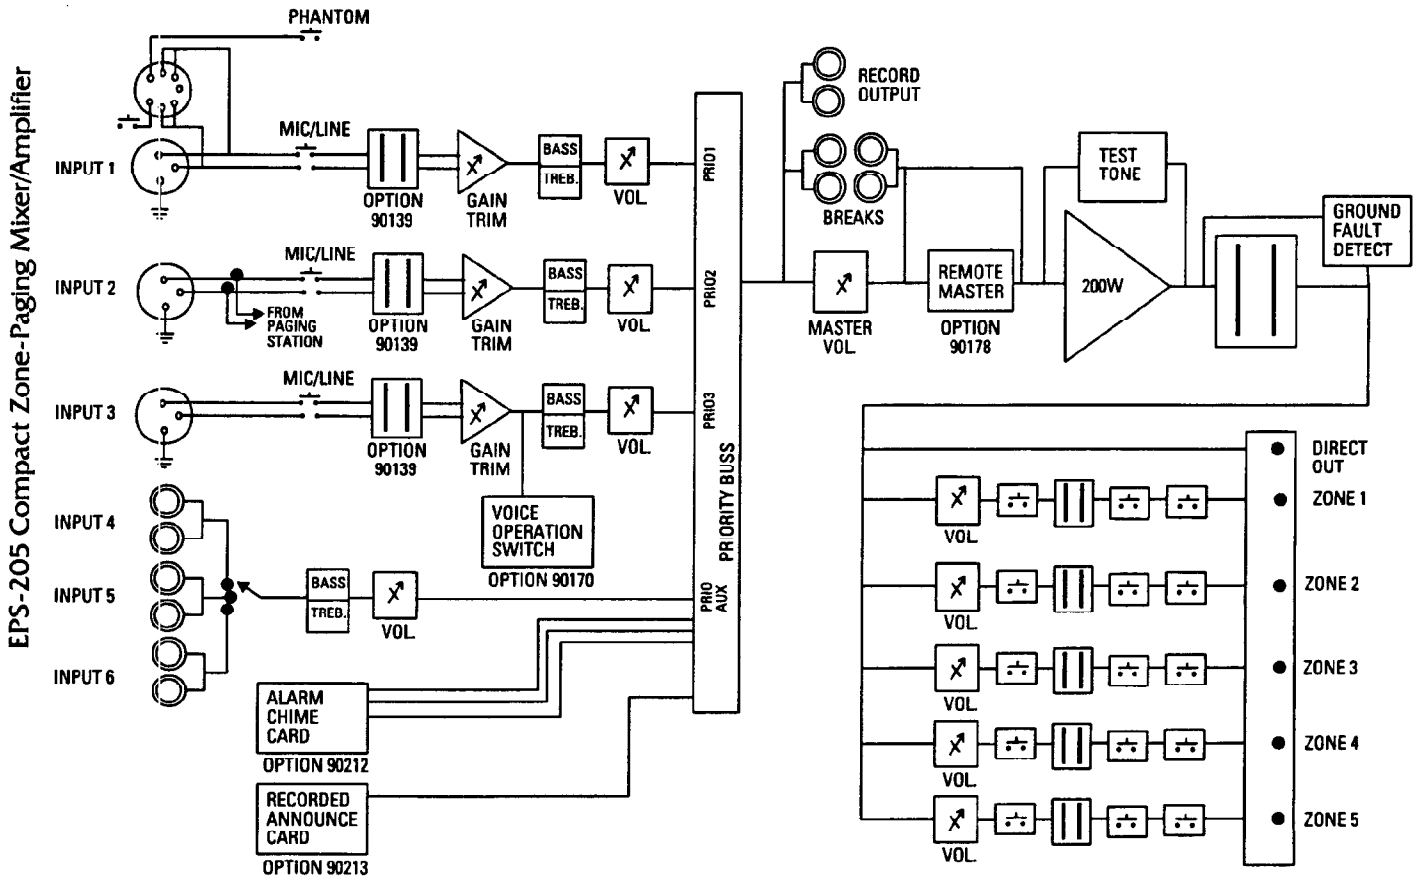 EPS-205 Compact Zone-Paging Mixer/Amplifier
PHANTOM
INPUT 1
MIC/LINE
OPTION
90139
GAIN
TRIM
BASS
TREB.
VOL.
PRIO1
INPUT 2
FROM
PAGING
STATION
MIC/LINE
OPTION
90139
GAIN
TRIM
BASS
TREB.
VOL.
PRIO2
INPUT 3
MIC/LINE
OPTION
90139
GAIN
TRIM
BASS
TREB.
VOL.
PRIO3
VOICE
OPERATION
SWITCH
OPTION 90170
INPUT 4
INPUT 5
INPUT 6
BASS
TREB.
VOL.
PRIO
AUX
PRIORITY BUSS
ALARM
CHIME
CARD
OPTION 90212
RECORDED
ANNOUNCE
CARD
OPTION 90213
RECORD
OUTPUT
BREAKS
MASTER
VOL.
REMOTE
MASTER
OPTION
90178
TEST
TONE
200W
GROUND
FAULT
DETECT
DIRECT
OUT
VOL.
ZONE 1
VOL.
ZONE 2
VOL.
ZONE 3
VOL.
ZONE 4
VOL.
ZONE 5